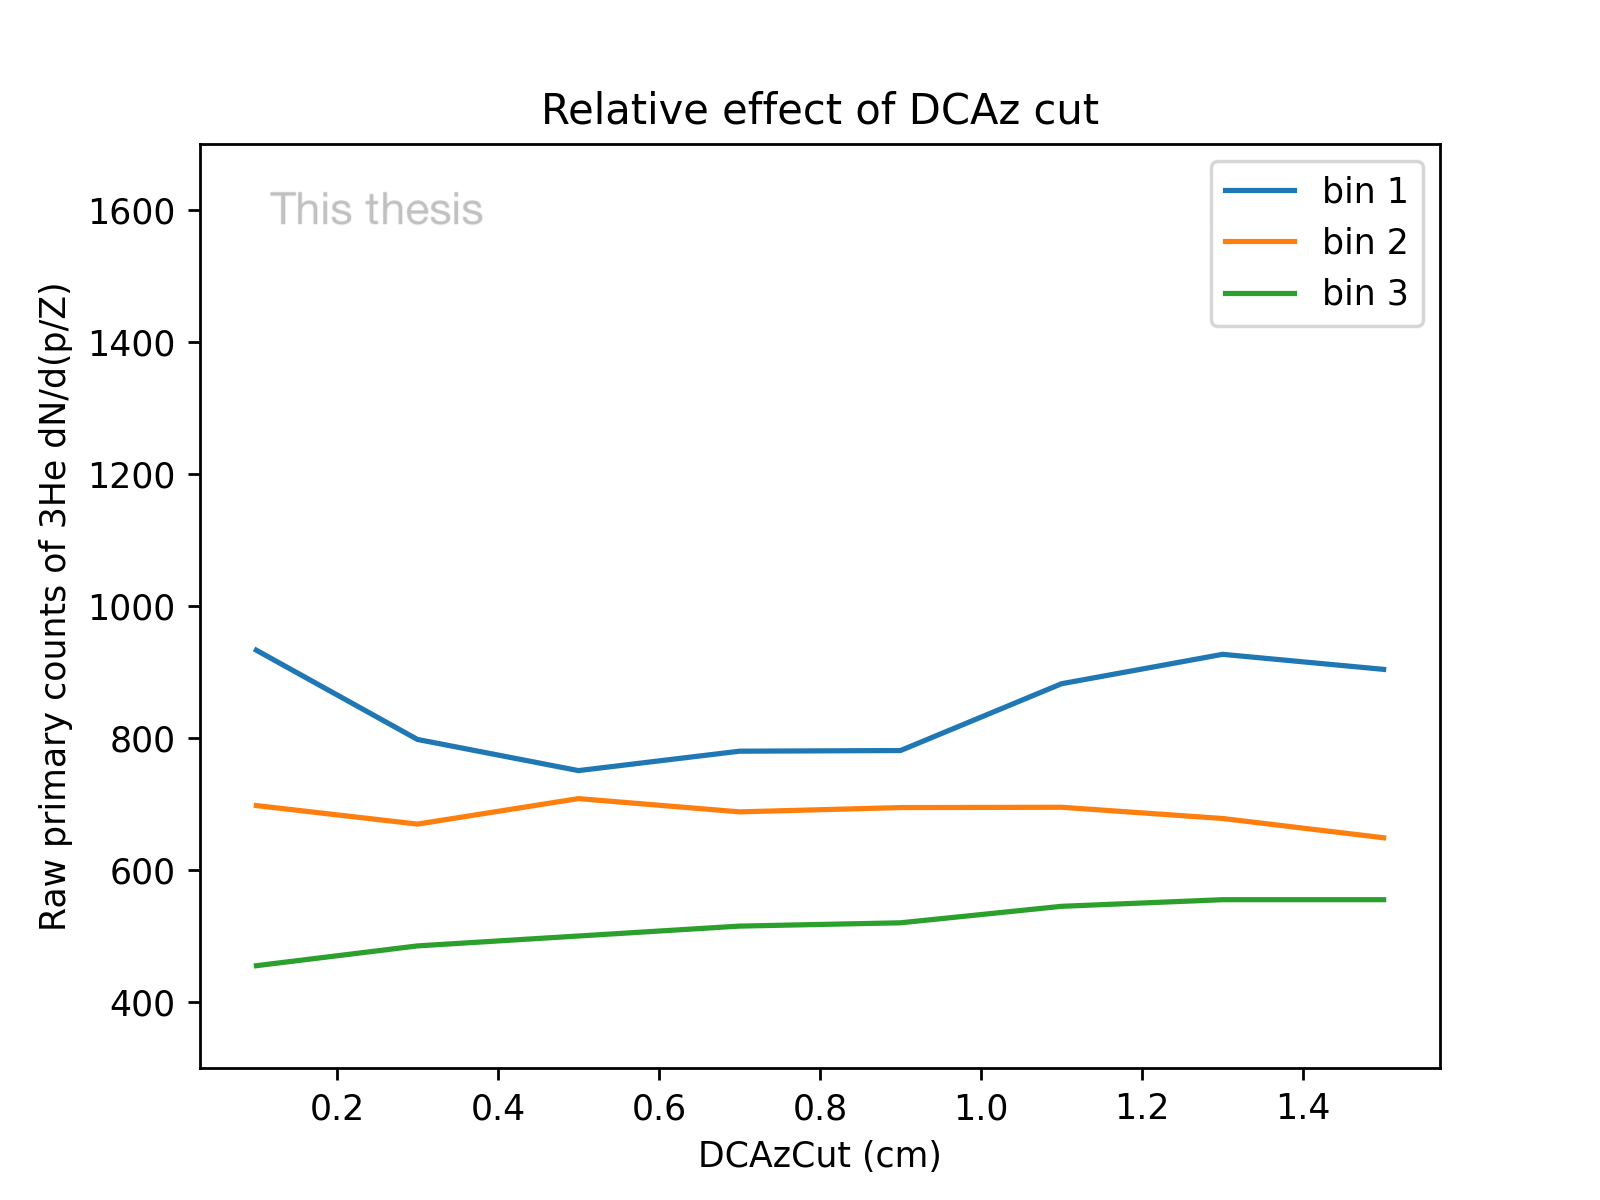 Relative effect of DCAz cut
This thesis
bin 1
bin 2
bin 3
Raw primary counts of 3He dN/d(p/Z)
1600
1400
1200
1000
800
600
400
0.2 0.4 0.6 0.8 1.0 1.2 1.4
DCAzCut (cm)